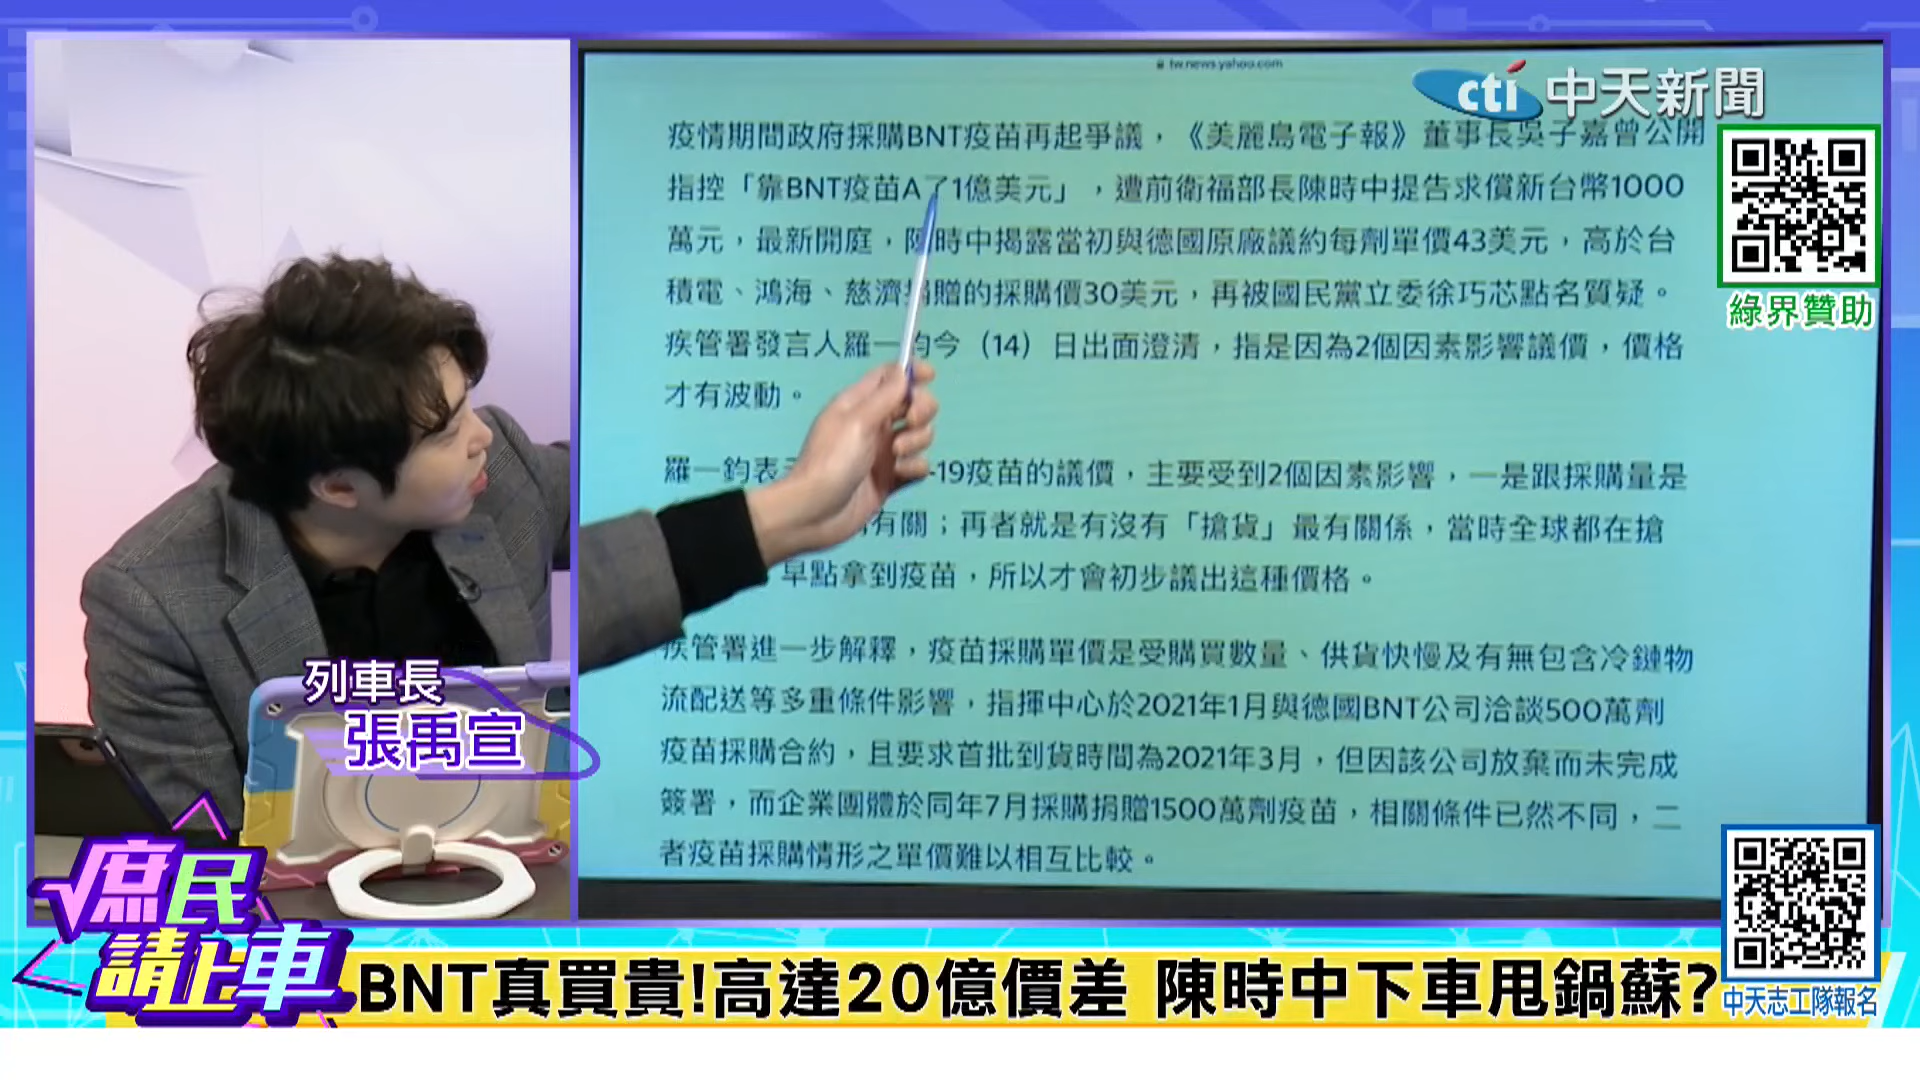 tw.news.yahoo.com
cti 中天新聞
疫情期間政府採購BNT疫苗再起爭議，《美麗島電子報》董事長吳子嘉曾公開
指控「靠BNT疫苗A了1億美元」，遭前衛福部長陳時中提告求償新台幣1000
萬元，最新開庭，陳時中揭露當初與德國原廠議約每劑單價43美元，高於台
積電、鴻海、慈濟捐贈的採購價30美元，再被國民黨立委徐巧芯點名質疑。
疾管署發言人羅一鈞今（14）日出面澄清，指是因為2個因素影響議價，價格
才有波動。
羅一鈞表 -19疫苗的議價，主要受到2個因素影響，一是跟採購量是
有關；再者就是有沒有「搶貨」最有關係，當時全球都在搶
早點拿到疫苗，所以才會初步議出這種價格。
疾管署進一步解釋，疫苗採購單價是受購買數量、供貨快慢及有無包含冷鏈物
流配送等多重條件影響，指揮中心於2021年1月與德國BNT公司洽談500萬劑
疫苗採購合約，且要求首批到貨時間為2021年3月，但因該公司放棄而未完成
簽署，而企業團體於同年7月採購捐贈1500萬劑疫苗，相關條件已然不同，二
者疫苗採購情形之單價難以相互比較。
綠界贊助
列車長
張禹宣
庶民
請上車
BNT真買貴!高達20億價差 陳時中下車甩鍋蘇?
中天志工隊報名